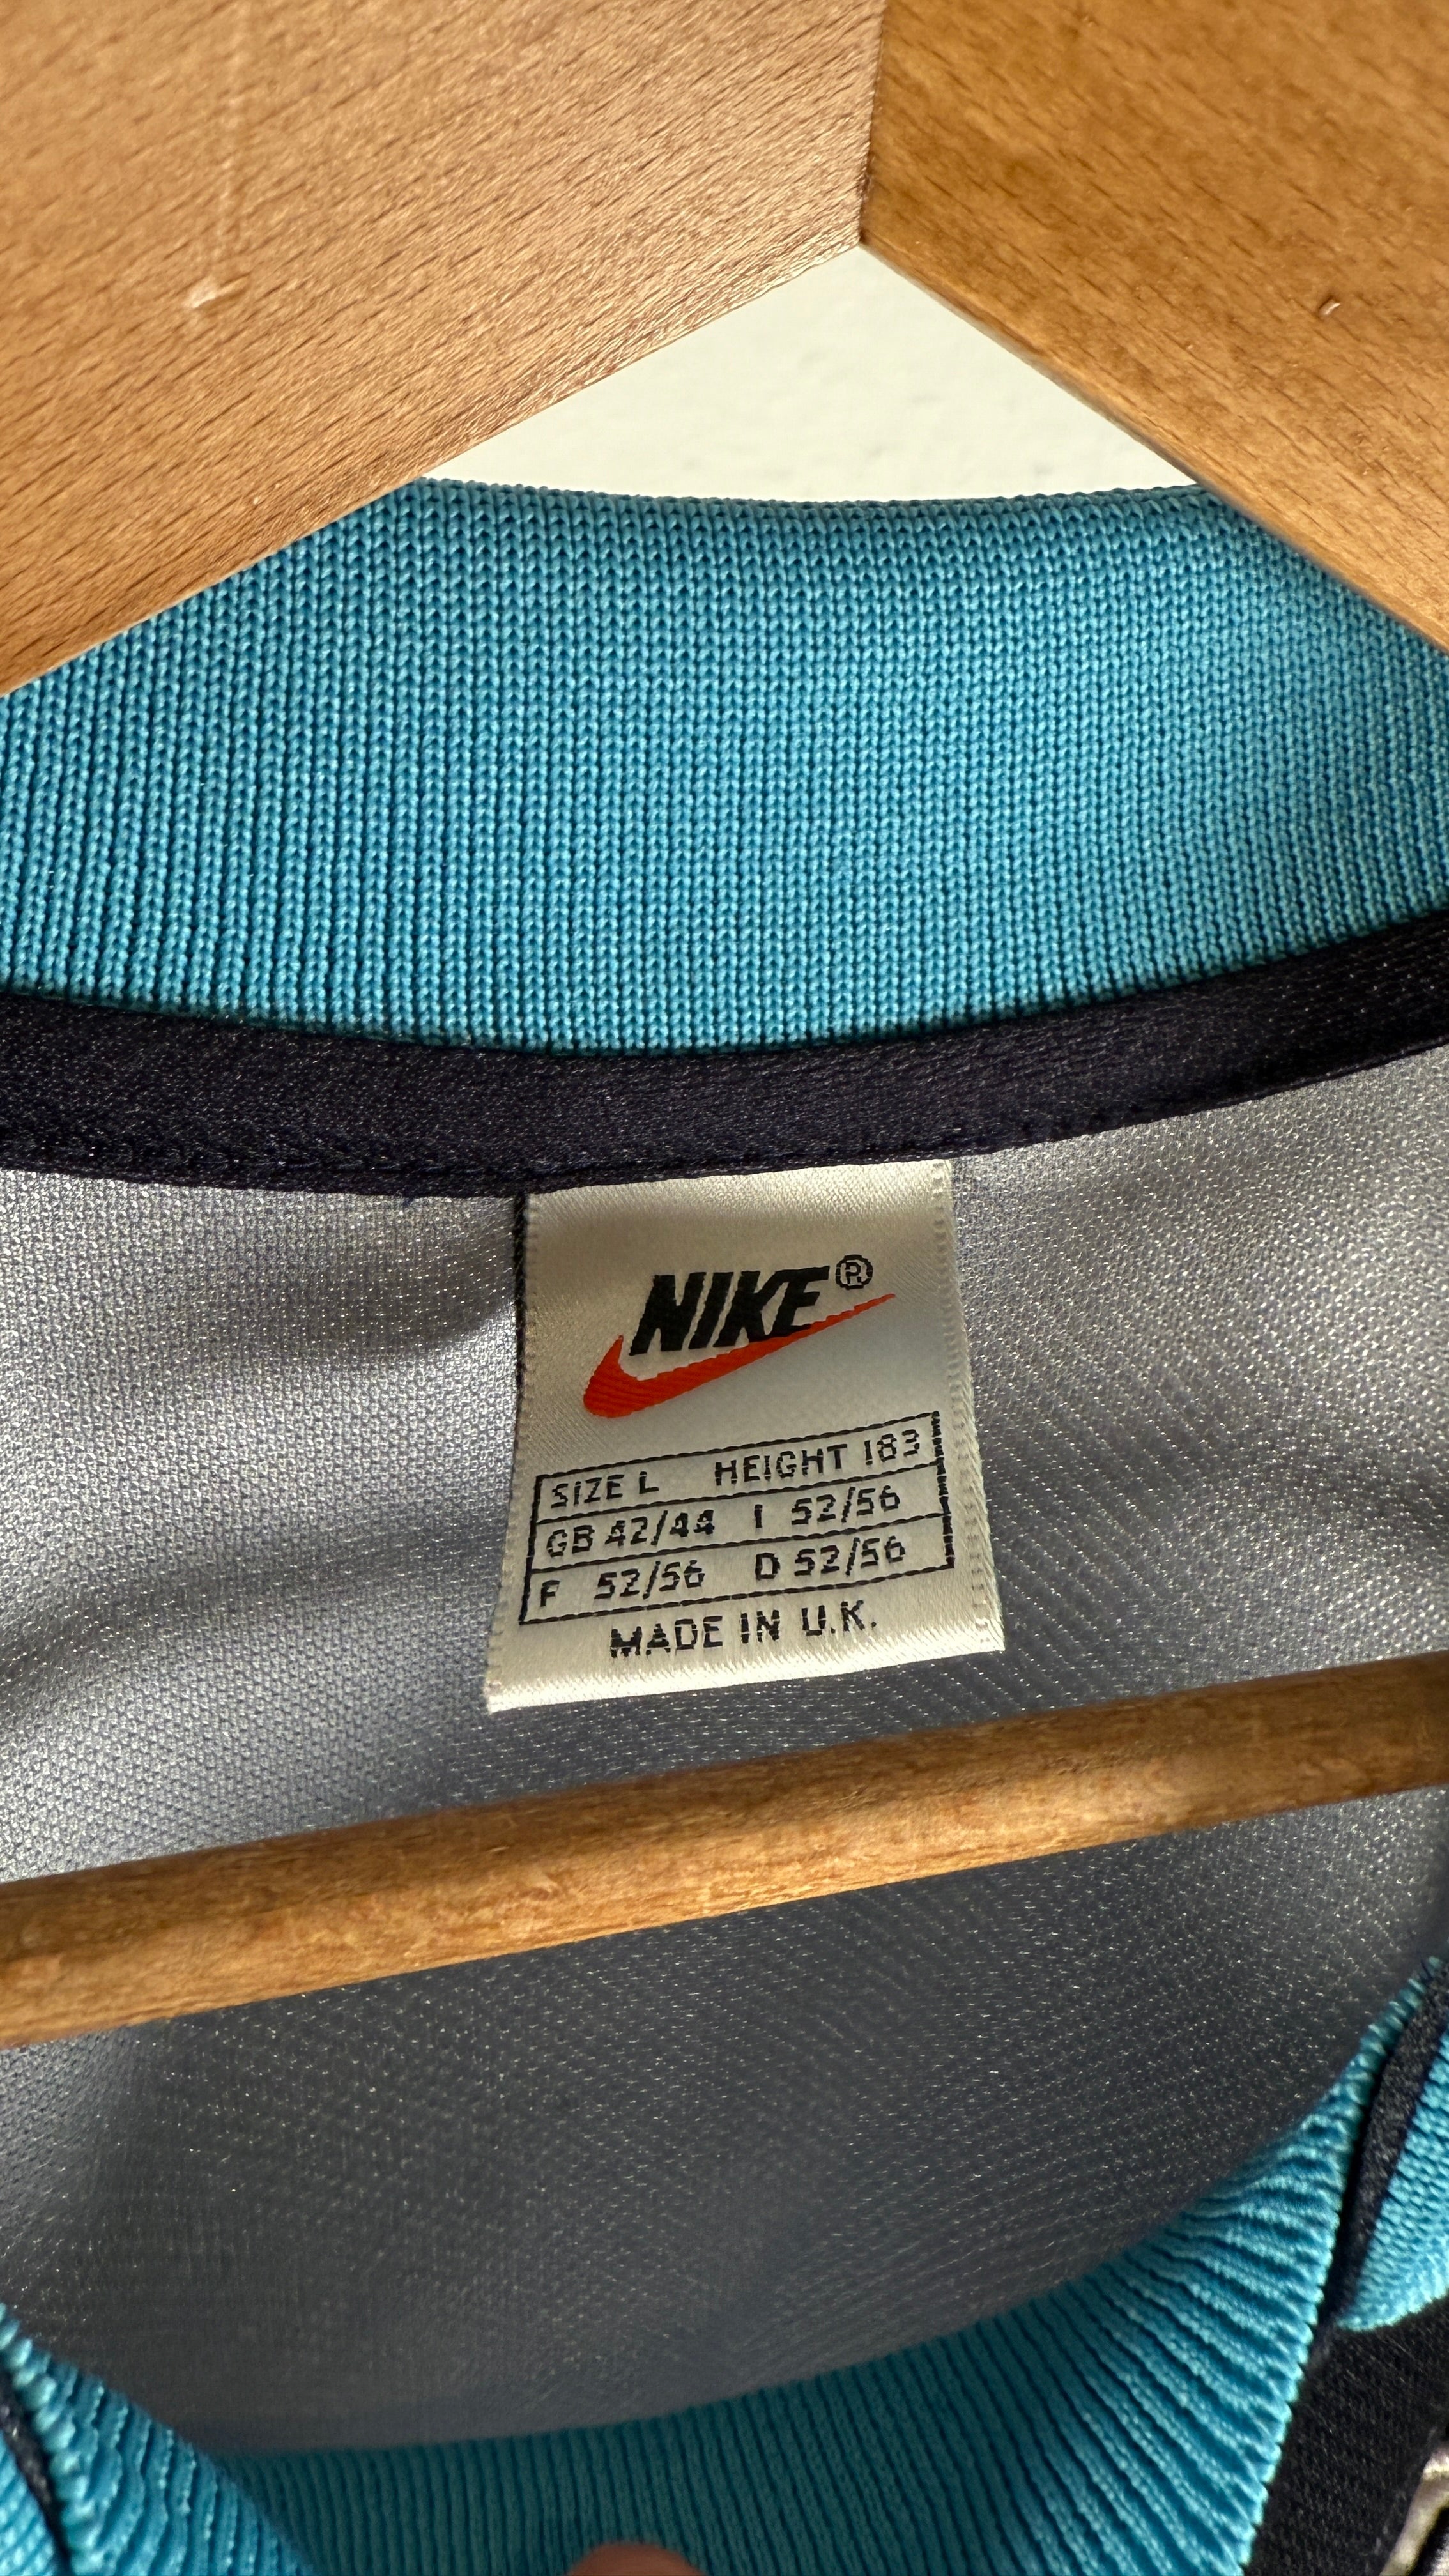 NIKE®
SIZE L HEIGHT 183
GB 42/44 I 52/56
F 52/56 D 52/56
MADE IN U.K.